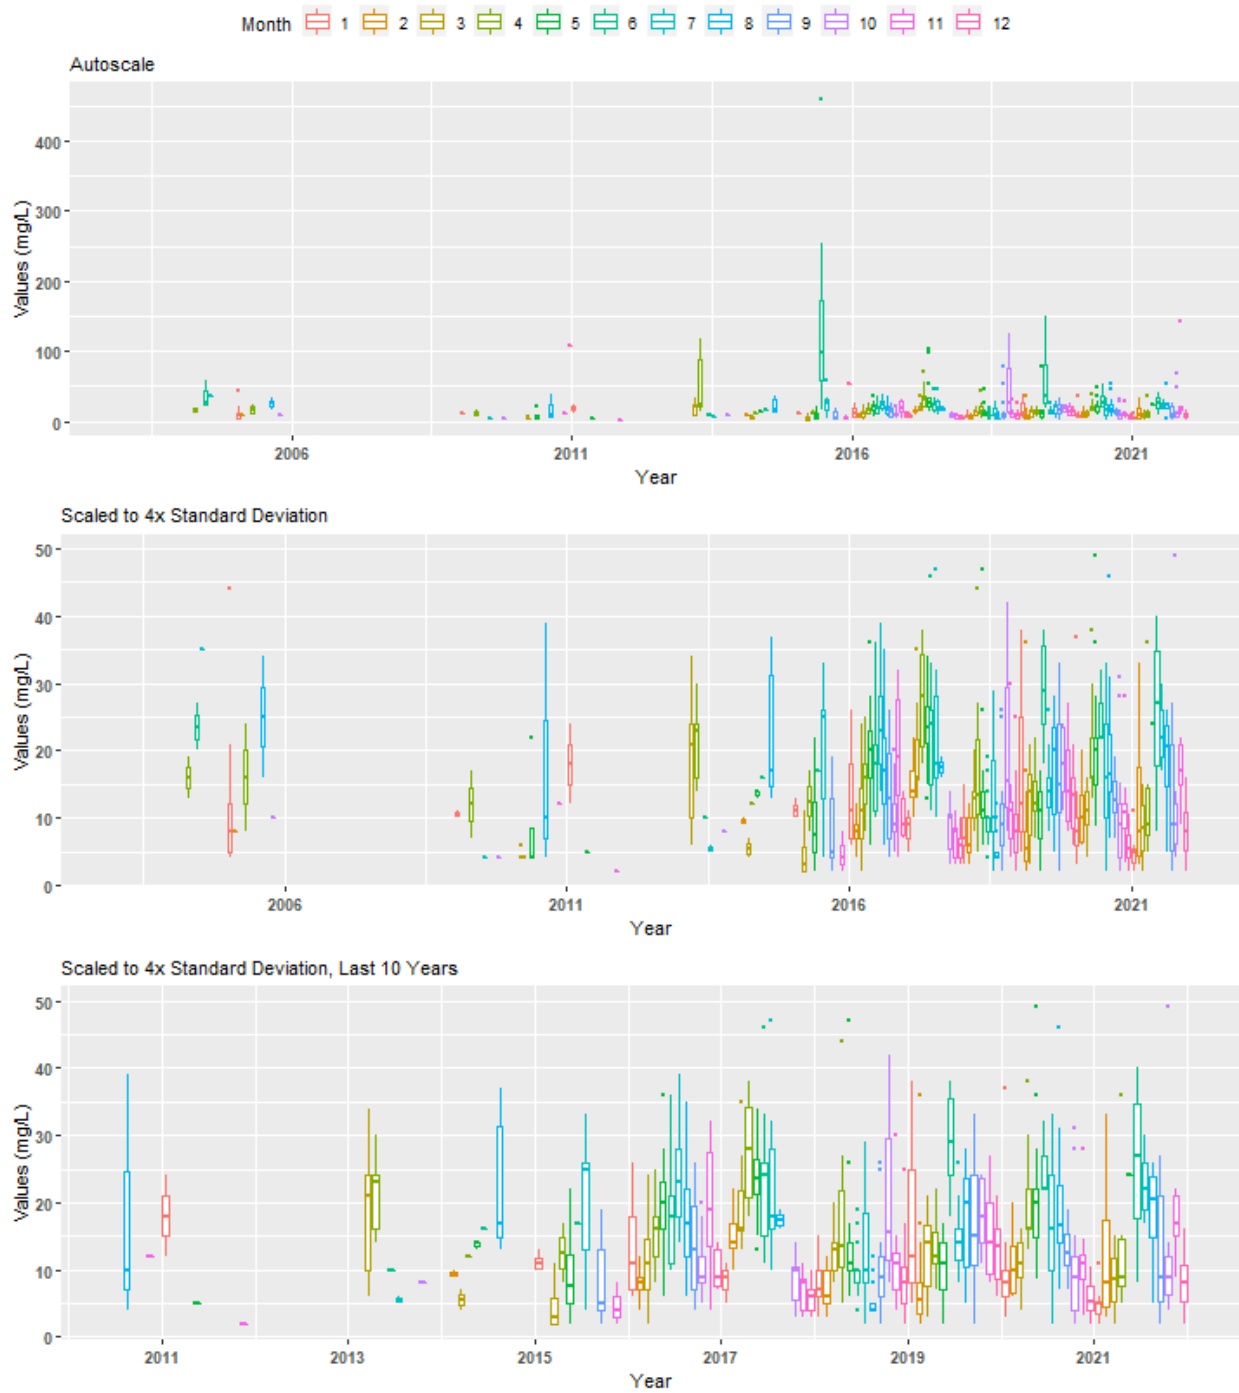 Month 1 2 3 4 5 6 7 8 9 10 11 12
Autoscale
Values (mg/L)
400
300
200
100
0
2006 2011 2016 2021
Year
Scaled to 4x Standard Deviation
Values (mg/L)
50
40
30
20
10
0
2006 2011 2016 2021
Year
Scaled to 4x Standard Deviation, Last 10 Years
Values (mg/L)
50
40
30
20
10
0
2011 2013 2015 2017 2019 2021
Year